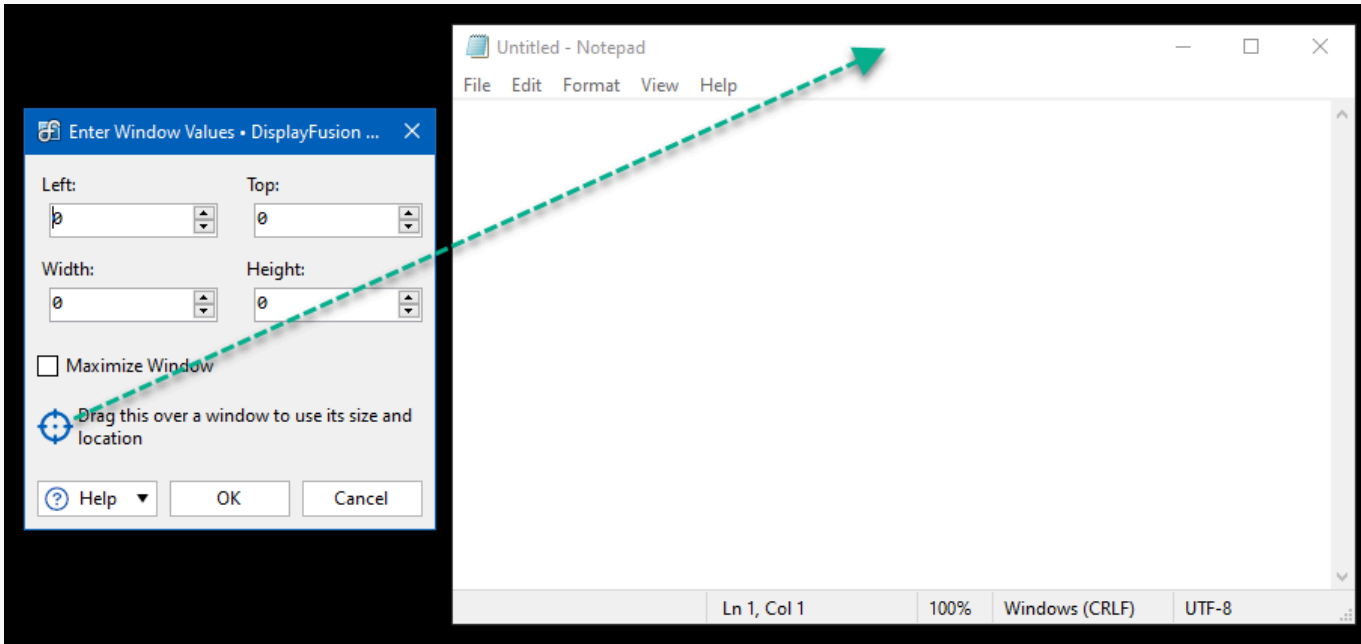 Enter Window Values • DisplayFusion ...
Left: Top:
0 0
Width: Height:
0 0
Maximize Window
Drag this over a window to use its size and
location
Help OK Cancel
Untitled - Notepad
File Edit Format View Help
Ln 1, Col 1 100% Windows (CRLF) UTF-8